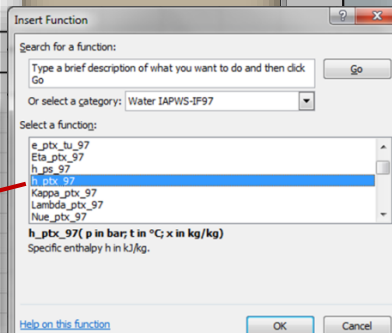 Insert Function
Search for a function:
Type a brief description of what you want to do and then click
Go
Go
Or select a category: Water IAPWS-IF97
Select a function:
e_ptx_tu_97
Eta_ptx_97
h_ps_97
h_ptx_97
Kappa_ptx_97
Lambda_ptx_97
Nue_ptx_97
h_ptx_97( p in bar; t in °C; x in kg/kg)
Specific enthalpy h in kJ/kg.
Help on this function
OK
Cancel